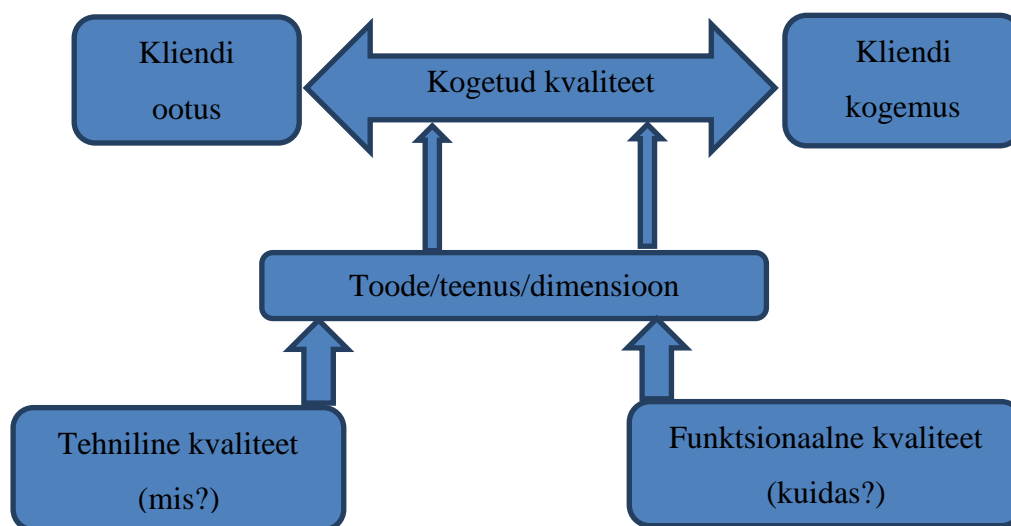 Kliendi
ootus
Kogetud kvaliteet
Kliendi
kogemus
Toode/teenus/dimensioon
Tehniline kvaliteet
(mis?)
Funktsionaalne kvaliteet
(kuidas?)